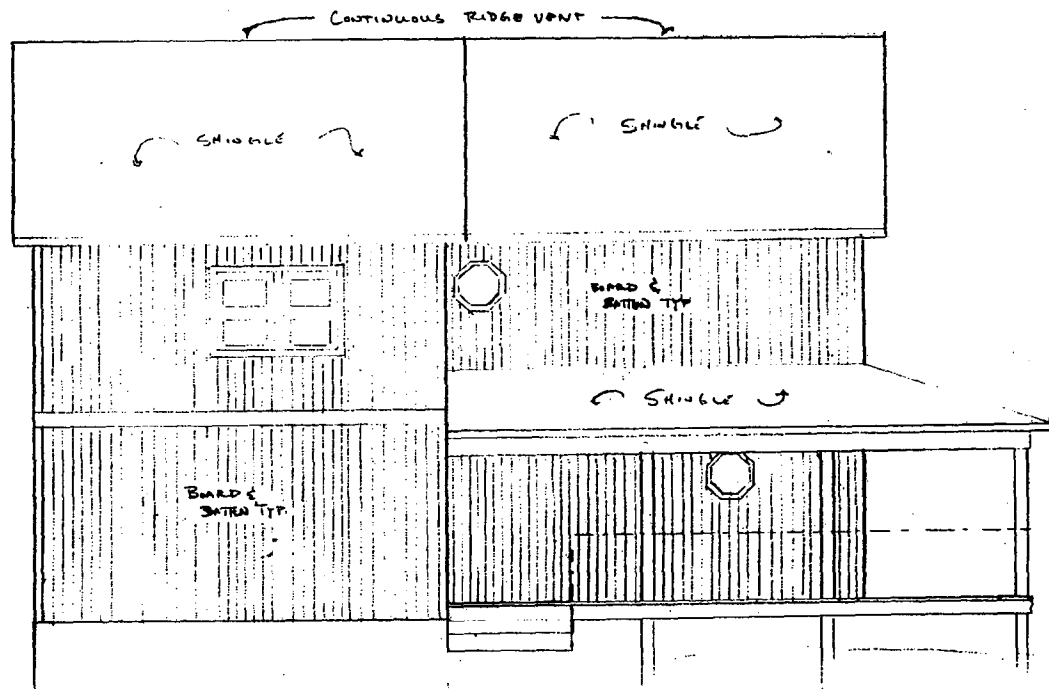 CONTINUOUS RIDGE VENT
SHINGLE
SHINGLE
BOARD &
BATTEN TYP
SHINGLE
BOARD &
BATTEN TYP.